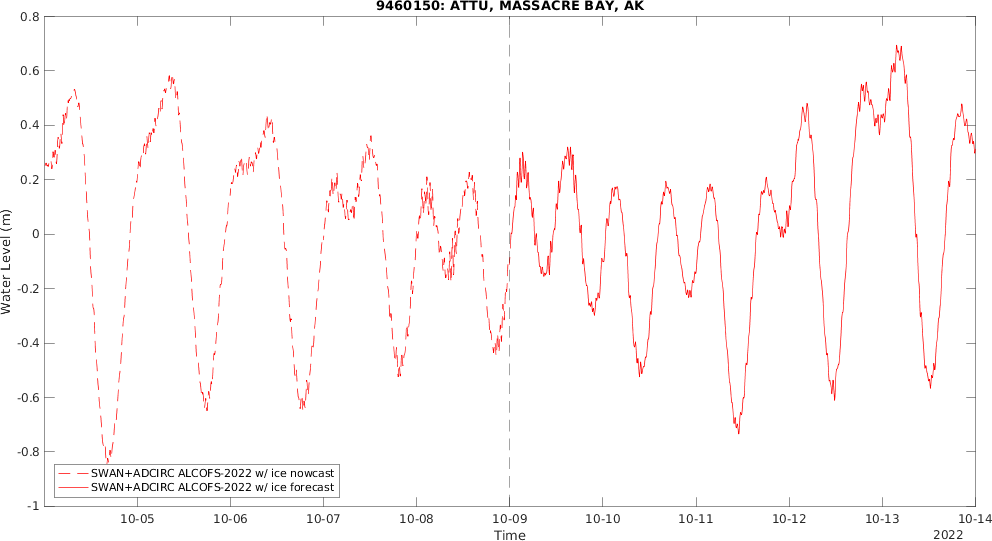 9460150: ATTU, MASSACRE BAY, AK
Water Level (m)
0.8
0.6
0.4
0.2
0
-0.2
-0.4
-0.6
-0.8
-1
SWAN+ADCIRC ALCOFS-2022 w/ ice nowcast
SWAN+ADCIRC ALCOFS-2022 w/ ice forecast
10-05 10-06 10-07 10-08 10-09 10-10 10-11 10-12 10-13 10-14
Time
2022